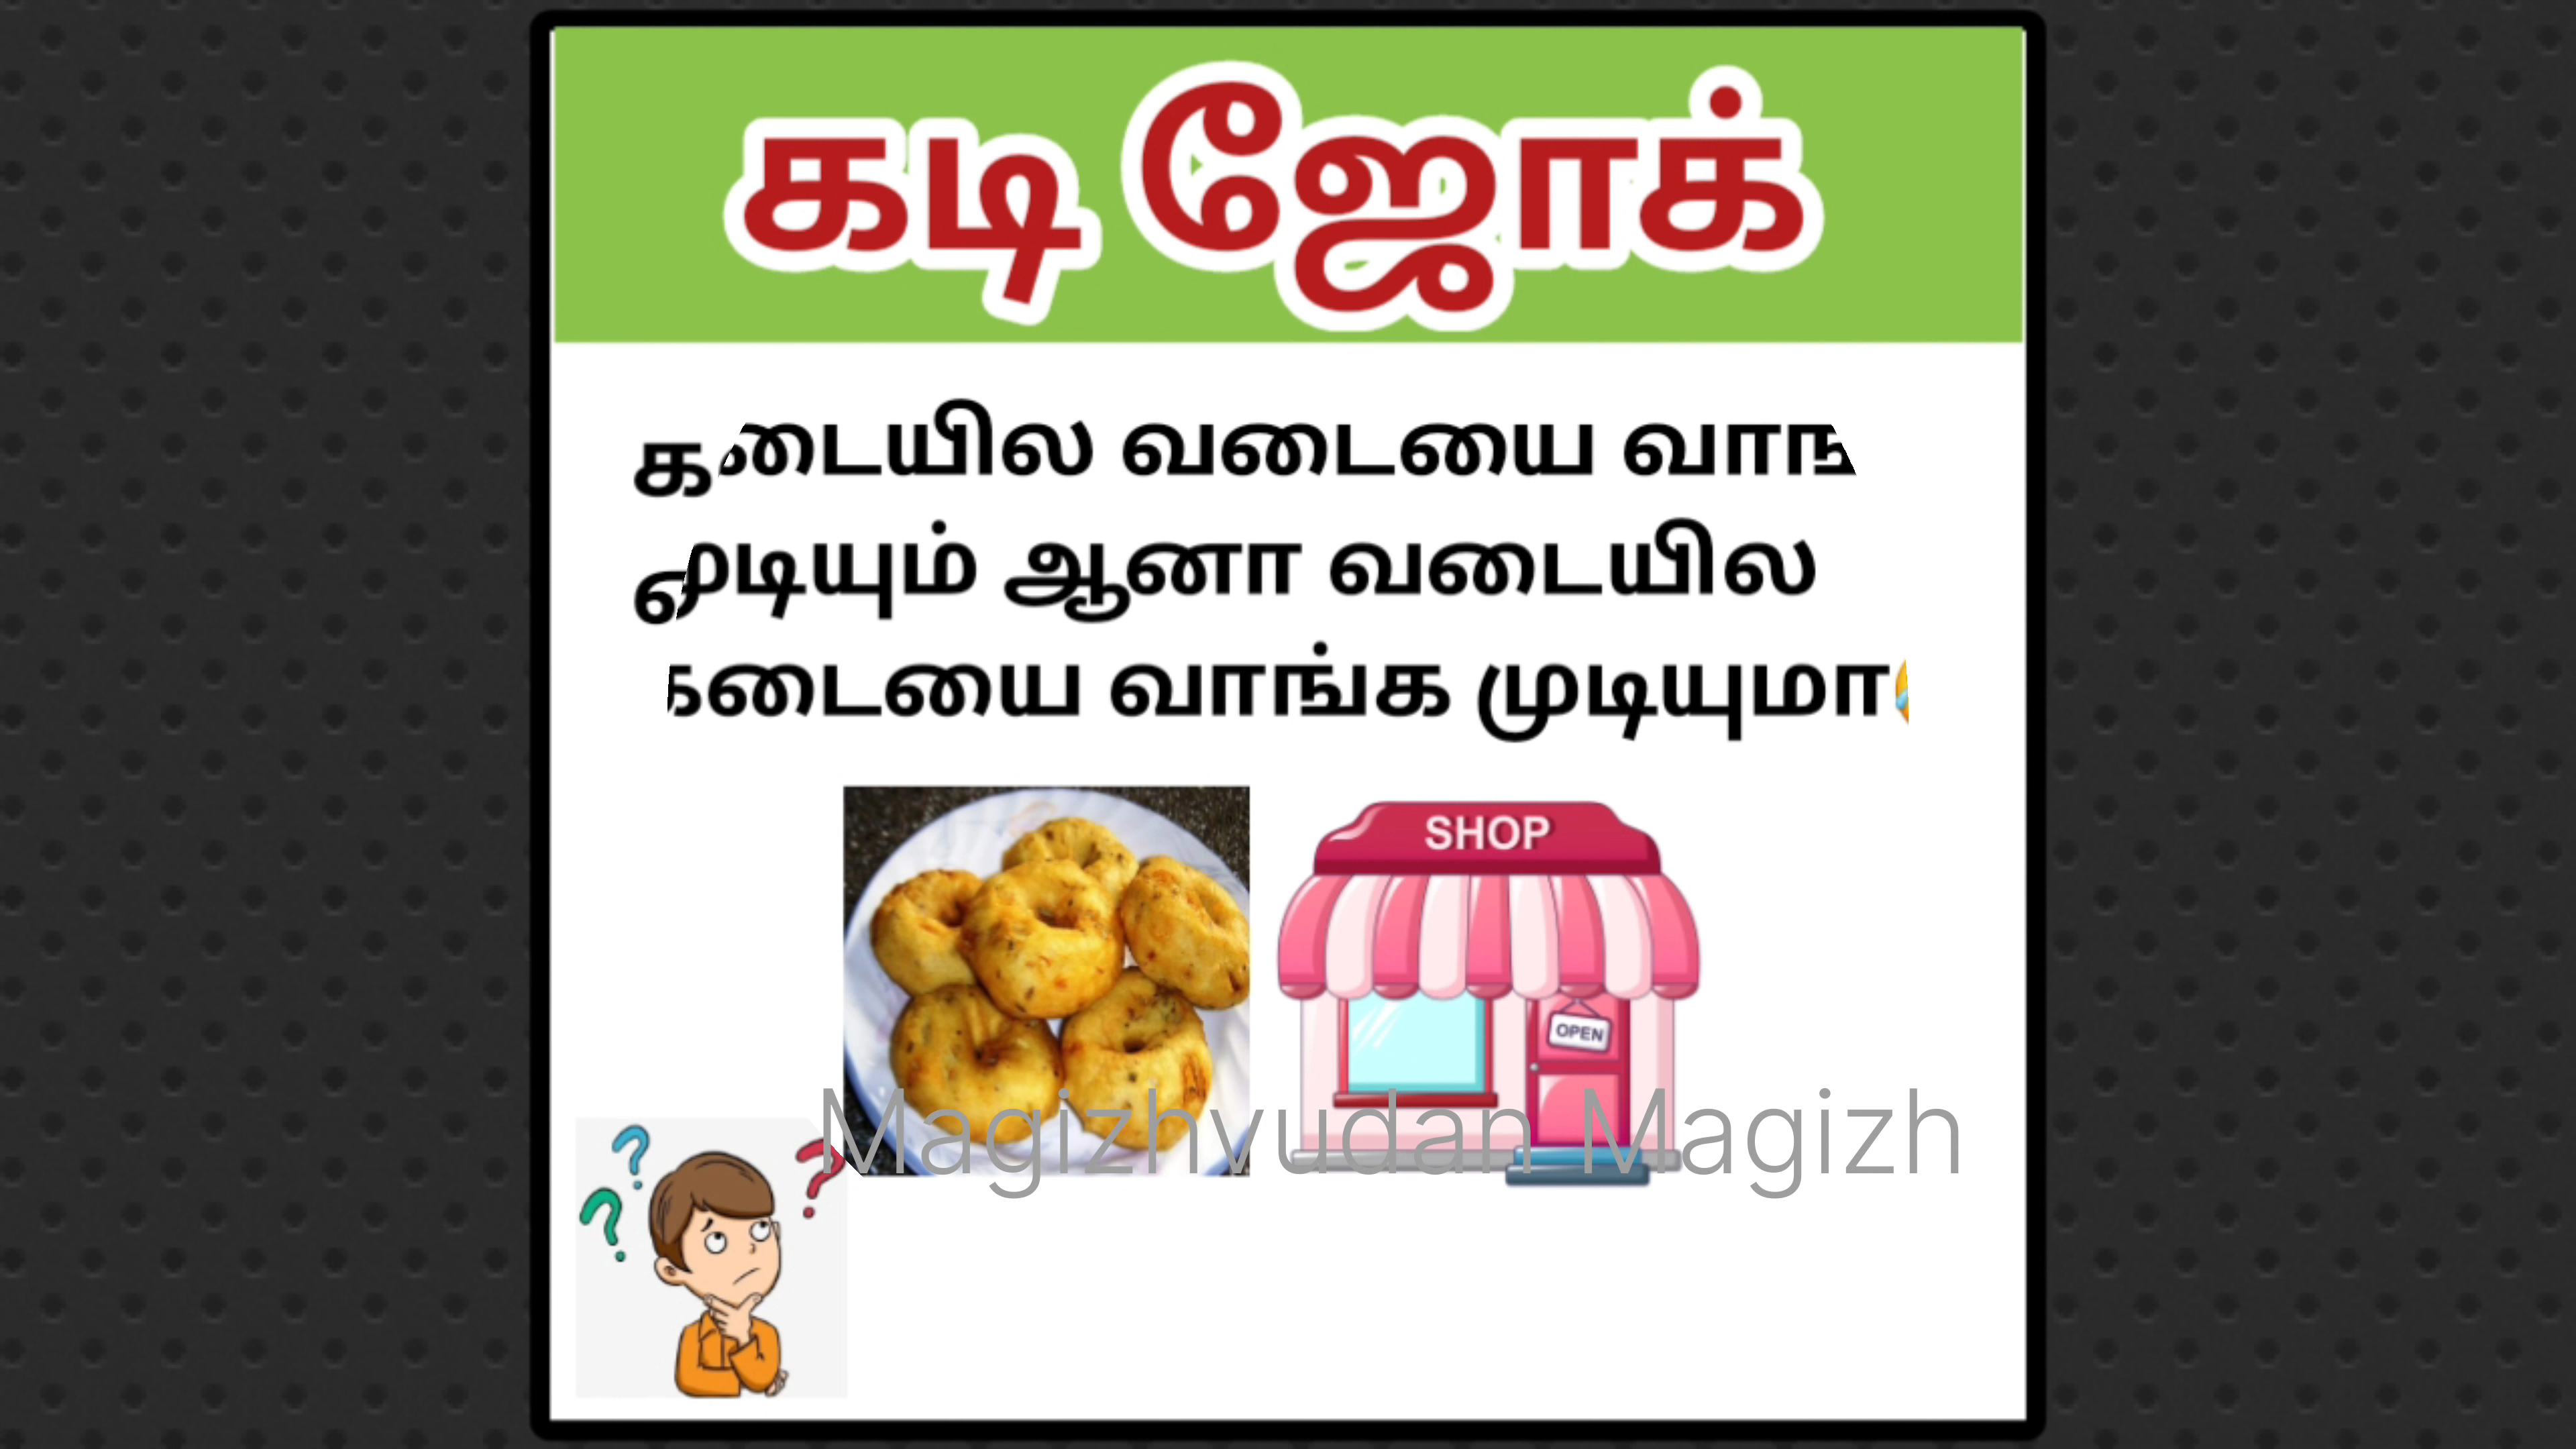 கடி ஜோக்
கடையில வடையை
முடியும் ஆனா வடையில
கடையை வாங்க முடியுமா
SHOP
OPEN
Magizhvudan Magizh